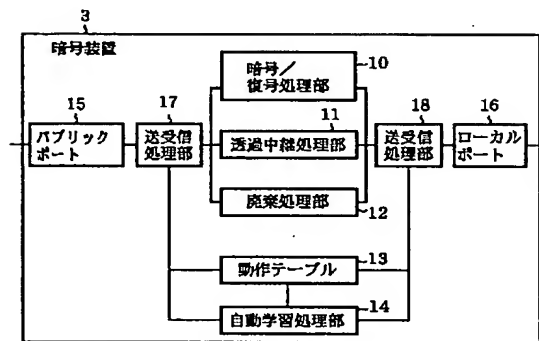 3
暗号装置
暗号/
復号処理部
10
15
パブリック
ポート
17
送受信
処理部
11
透過中継処理部
18
送受信
処理部
16
ローカル
ポート
廃棄処理部
12
動作テーブル
13
自動学習処理部
14